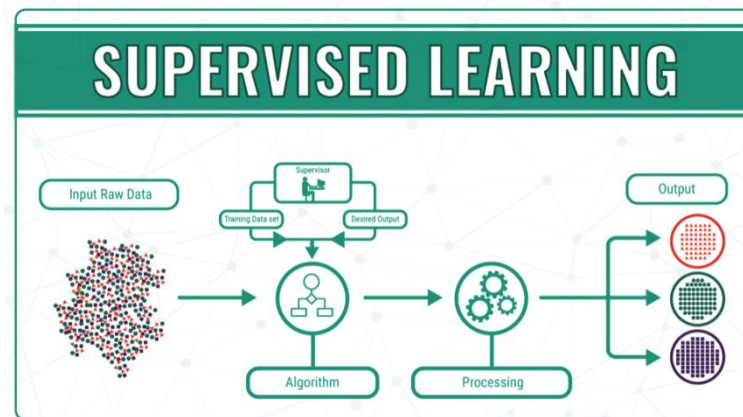 SUPERVISED LEARNING
Input Raw Data
Supervisor
Training Data set
Desired Output
Algorithm
Processing
Output